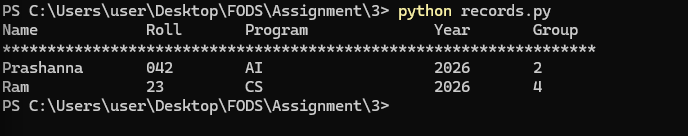 PS C:\Users\user\Desktop\FODS\Assignment\3> python records.py
Name Roll Program Year Group
******************************************************************
Prashanna 042 AI 2026 2
Ram 23 CS 2026 4
PS C:\Users\user\Desktop\FODS\Assignment\3>